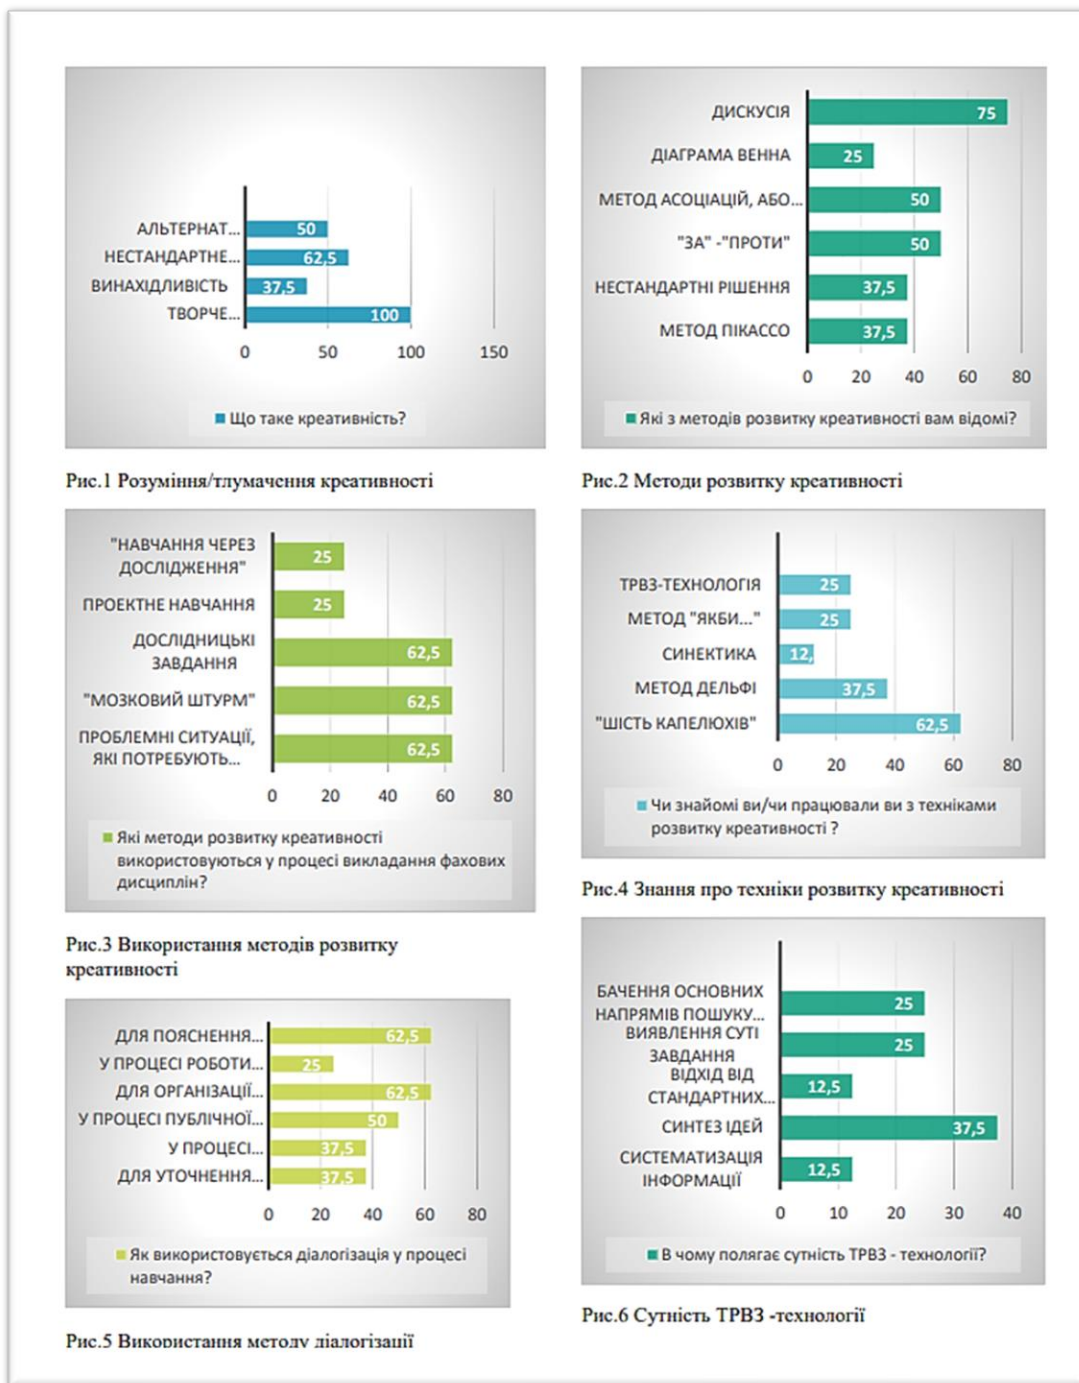 АЛЬТЕРНАТ...
НЕСТАНДАРТНЕ...
ВИНАХІДЛИВІСТЬ
ТВОРЧЕ...
50
62,5
37,5
100
0 50 100 150
Що таке креативність?
Рис.1 Розуміння/тлумачення креативності
ДИСКУСІЯ
ДІАГРАМА ВЕННА
МЕТОД АСОЦІАЦІЙ, АБО...
"ЗА" -"ПРОТИ"
НЕСТАНДАРТНІ РІШЕННЯ
МЕТОД ПІКАССО
75
25
50
50
37,5
37,5
0 20 40 60 80
Які з методів розвитку креативності вам відомі?
Рис.2 Методи розвитку креативності
"НАВЧАННЯ ЧЕРЕЗ
ДОСЛІДЖЕННЯ"
ПРОЕКТНЕ НАВЧАННЯ
ДОСЛІДНИЦЬКІ
ЗАВДАННЯ
"МОЗКОВИЙ ШТУРМ"
ПРОБЛЕМНІ СИТУАЦІЇ,
ЯКІ ПОТРЕБУЮТЬ...
25
25
62,5
62,5
62,5
0 20 40 60 80
Які методи розвитку креативності
використовуються у процесі викладання фахових
дисциплін?
Рис.3 Використання методів розвитку
креативності
ТРВЗ-ТЕХНОЛОГІЯ
МЕТОД "ЯКБИ..."
СИНЕКТИКА
МЕТОД ДЕЛЬФІ
"ШІСТЬ КАПЕЛЮХІВ"
25
25
12,
37,5
62,5
0 20 40 60 80
Чи знайомі ви/чи працювали ви з техніками
розвитку креативності ?
Рис.4 Знання про техніки розвитку креативності
ДЛЯ ПОЯСНЕННЯ...
У ПРОЦЕСІ РОБОТИ...
ДЛЯ ОРГАНІЗАЦІЇ...
У ПРОЦЕСІ ПУБЛІЧНОЇ...
У ПРОЦЕСІ...
ДЛЯ УТОЧНЕННЯ...
62,5
25
62,5
50
37,5
37,5
0 20 40 60 80
Як використовується діалогізація у процесі
навчання?
Рис.5 Використання методу діалогізації
БАЧЕННЯ ОСНОВНИХ
НАПРЯМІВ ПОШУКУ...
ВИЯВЛЕННЯ СУТІ
ЗАВДАННЯ
ВІДХІД ВІД
СТАНДАРТНИХ...
СИНТЕЗ ІДЕЙ
СИСТЕМАТИЗАЦІЯ
ІНФОРМАЦІЇ
25
25
12,5
37,5
12,5
0 10 20 30 40
В чому полягає сутність ТРВЗ - технології?
Рис.6 Сутність ТРВЗ -технології